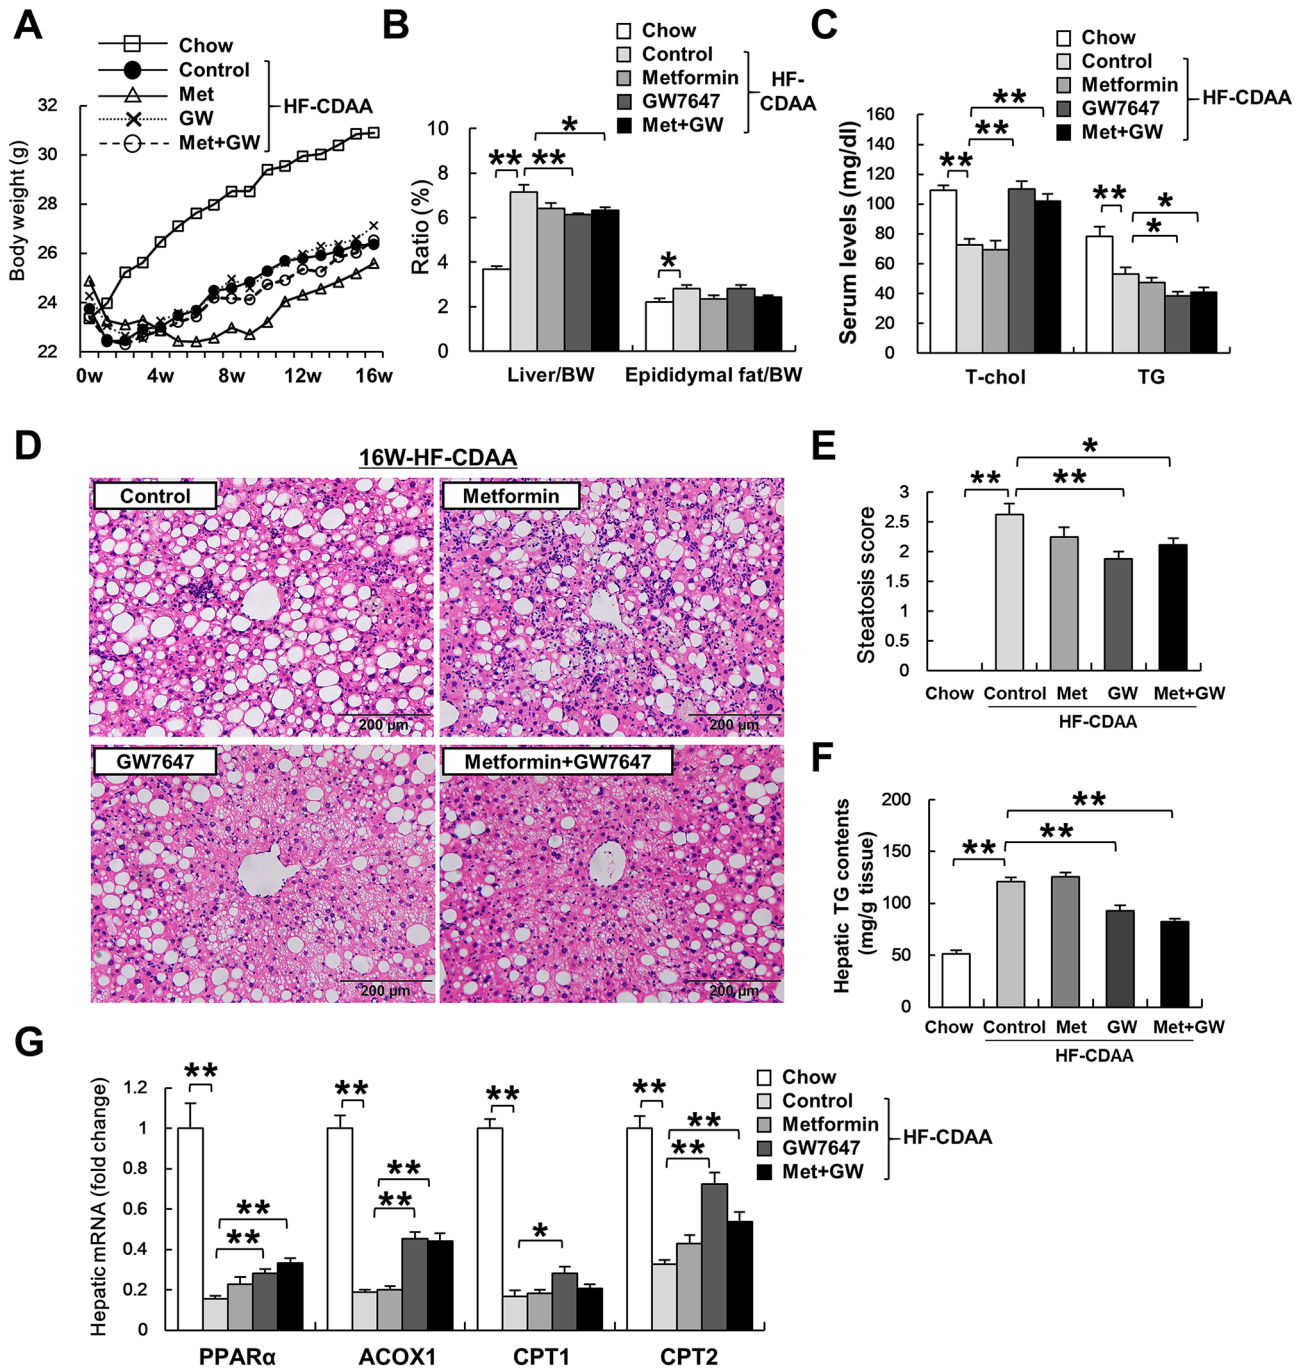 A
Chow
Control
Met
GW
Met+GW
HF-CDAA
Body weight (g)
32
30
28
26
24
22
0w 4w 8w 12w 16w
B
Chow
Control
Metformin
GW7647
Met+GW
HF-
CDAA
Ratio (%)
10
8
6
4
2
0
** ** *
*
Liver/BW Epididymal fat/BW
C
Chow
Control
Metformin
GW7647
Met+GW
HF-CDAA
Serum levels (mg/dl)
160
140
120
100
80
60
40
20
0
** ** **
** * *
T-chol TG
D
16W-HF-CDAA
Control
200 μm
Metformin
200 μm
GW7647
200 μm
Metformin+GW7647
200 μm
E
Steatosis score
3
2.5
2
1.5
1
0.5
0
** ** *
Chow Control Met GW Met+GW
HF-CDAA
F
Hepatic TG contents
(mg/g tissue)
200
150
100
50
0
** ** **
Chow Control Met GW Met+GW
HF-CDAA
G
Hepatic mRNA (fold change)
1.2
1
0.8
0.6
0.4
0.2
0
** ** **
** ** **
** *
** ** **
PPARα ACOX1 CPT1 CPT2
Chow
Control
Metformin
GW7647
Met+GW
HF-CDAA